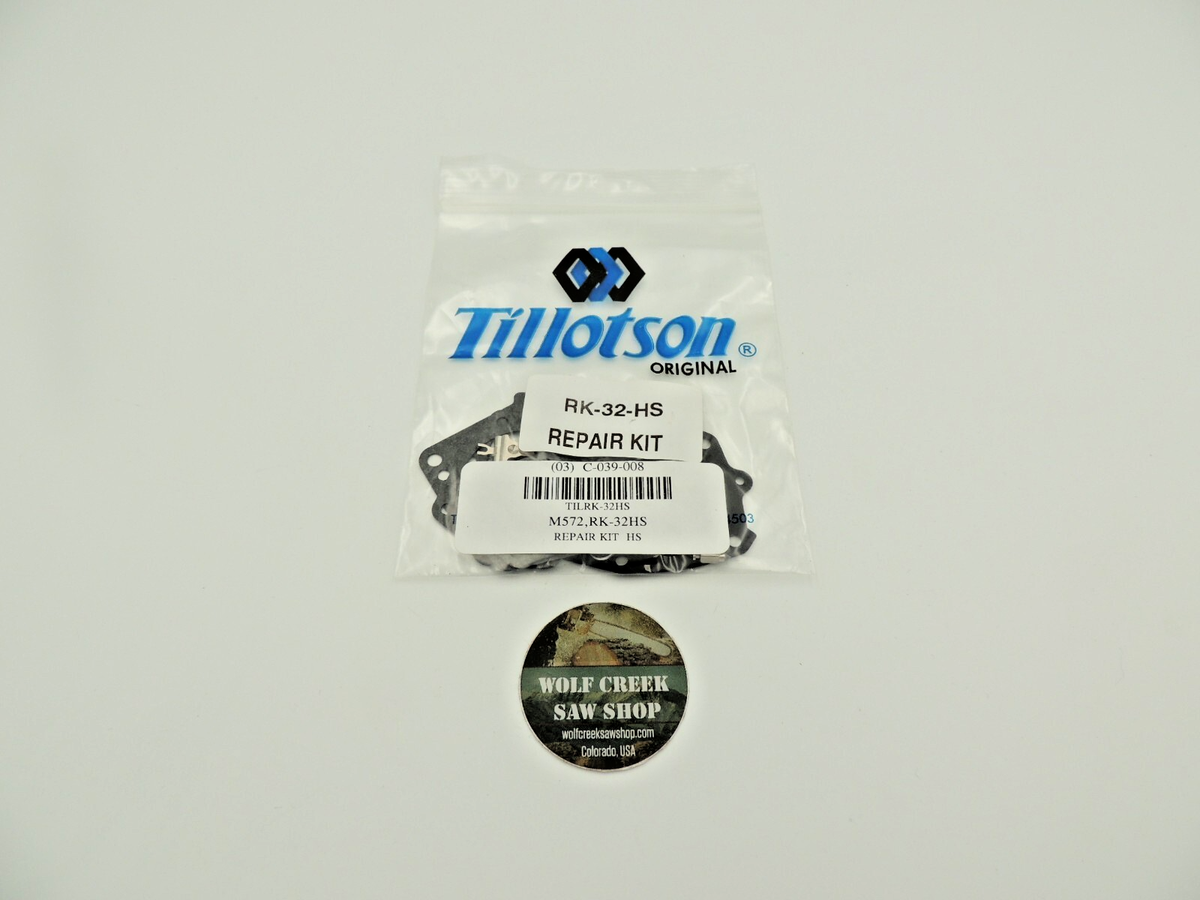 Tillotson ®
ORIGINAL
RK-32-HS
REPAIR KIT
(03) C-039-008
TILRK-32HS
M572,RK-32HS
REPAIR KIT HS
503
WOLF CREEK
SAW SHOP
wolfcreeksawshop.com
Colorado, USA